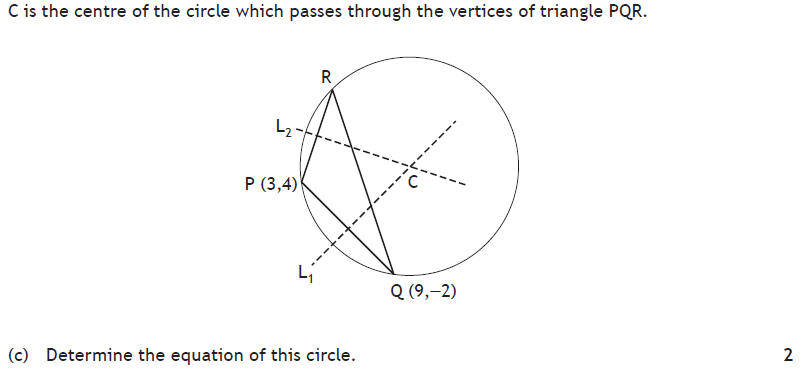 C is the centre of the circle which passes through the vertices of triangle PQR.
R
L₂
P (3,4)
C
L₁
Q (9,−2)
(c) Determine the equation of this circle. 2